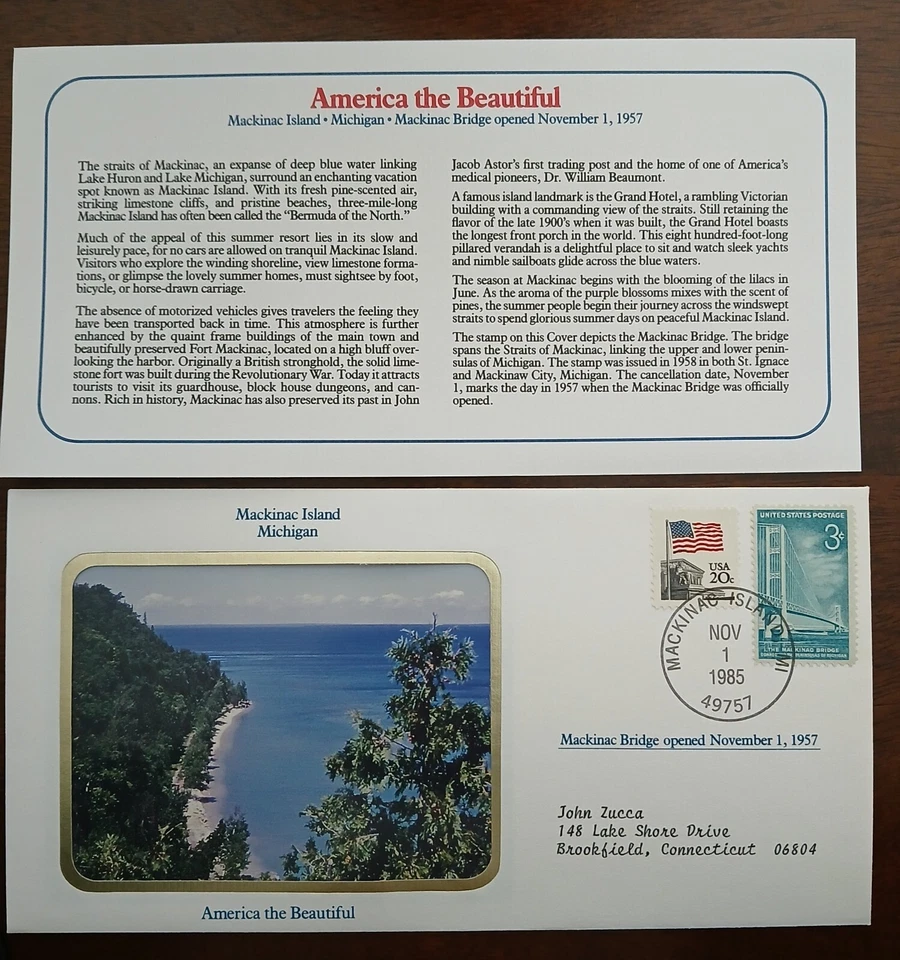 America the Beautiful
Mackinac Island • Michigan • Mackinac Bridge opened November 1, 1957
The straits of Mackinac, an expanse of deep blue water linking
Lake Huron and Lake Michigan, surround an enchanting vacation
spot known as Mackinac Island. With its fresh pine-scented air,
striking limestone cliffs, and pristine beaches, three-mile-long
Mackinac Island has often been called the “Bermuda of the North.”
Much of the appeal of this summer resort lies in its slow and
leisurely pace, for no cars are allowed on tranquil Mackinac Island.
Visitors who explore the winding shoreline, view limestone forma-
tions, or glimpse the lovely summer homes, must sightsee by foot,
bicycle, or horse-drawn carriage.
The absence of motorized vehicles gives travelers the feeling they
have been transported back in time. This atmosphere is further
enhanced by the quaint frame buildings of the main town and
beautifully preserved Fort Mackinac, located on a high bluff over-
looking the harbor. Originally a British stronghold, the solid lime-
stone fort was built during the Revolutionary War. Today it attracts
tourists to visit its guardhouse, block house dungeons, and can-
nons. Rich in history, Mackinac has also preserved its past in John
Jacob Astor’s first trading post and the home of one of America’s
medical pioneers, Dr. William Beaumont.
A famous island landmark is the Grand Hotel, a rambling Victorian
building with a commanding view of the straits. Still retaining the
flavor of the late 1900’s when it was built, the Grand Hotel boasts
the longest front porch in the world. This eight hundred-foot-long
pillared verandah is a delightful place to sit and watch sleek yachts
and nimble sailboats glide across the blue waters.
The season at Mackinac begins with the blooming of the lilacs in
June. As the aroma of the purple blossoms mixes with the scent of
pines, the summer people begin their journey across the windswept
straits to spend glorious summer days on peaceful Mackinac Island.
The stamp on this Cover depicts the Mackinac Bridge. The bridge
spans the Straits of Mackinac, linking the upper and lower penin-
sulas of Michigan. The stamp was issued in 1958 in both St. Ignace
and Mackinaw City, Michigan. The cancellation date, November
1, marks the day in 1957 when the Mackinac Bridge was officially
opened.
Mackinac Island
Michigan
USA
20c
UNITED STATES POSTAGE
3¢
THE MACKINAC BRIDGE
MACKINAC ISLAND, MI
NOV
1
1985
49757
Mackinac Bridge opened November 1, 1957
John Zucca
148 Lake Shore Drive
Brookfield, Connecticut 06804
America the Beautiful